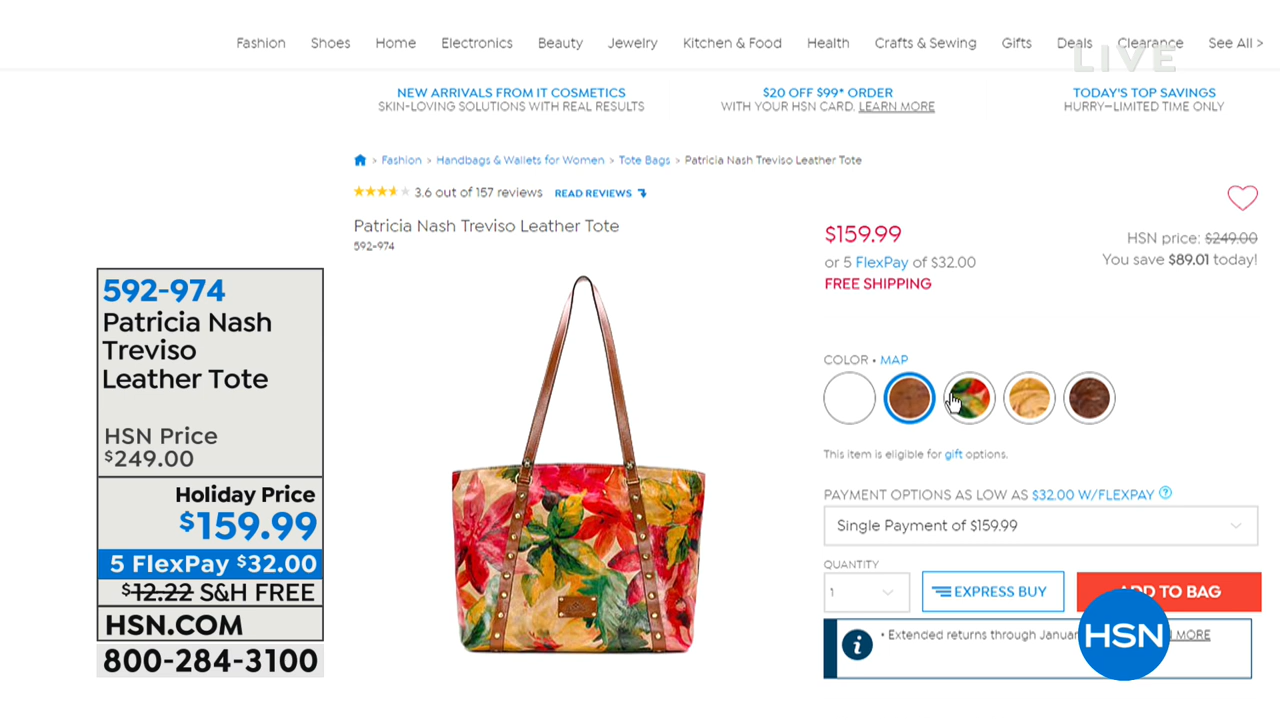 Fashion Shoes Home Electronics Beauty Jewelry Kitchen & Food Health Crafts & Sewing Gifts Deals Clearance See All >
LIVE
NEW ARRIVALS FROM IT COSMETICS
SKIN-LOVING SOLUTIONS WITH REAL RESULTS
$20 OFF $99* ORDER
WITH YOUR HSN CARD. LEARN MORE
TODAY'S TOP SAVINGS
HURRY—LIMITED TIME ONLY
> Fashion > Handbags & Wallets for Women > Tote Bags > Patricia Nash Treviso Leather Tote
3.6 out of 157 reviews READ REVIEWS
Patricia Nash Treviso Leather Tote
592-974
$159.99
or 5 FlexPay of $32.00
FREE SHIPPING
HSN price: $249.00
You save $89.01 today!
COLOR • MAP
This item is eligible for gift options.
PAYMENT OPTIONS AS LOW AS $32.00 W/FLEXPAY ?
Single Payment of $159.99
QUANTITY
1
EXPRESS BUY
ADD TO BAG
i
• Extended returns through Januar
MORE
HSN
592-974
Patricia Nash
Treviso
Leather Tote
HSN Price
$249.00
Holiday Price
$159.99
5 FlexPay $32.00
$12.22 S&H FREE
HSN.COM
800-284-3100